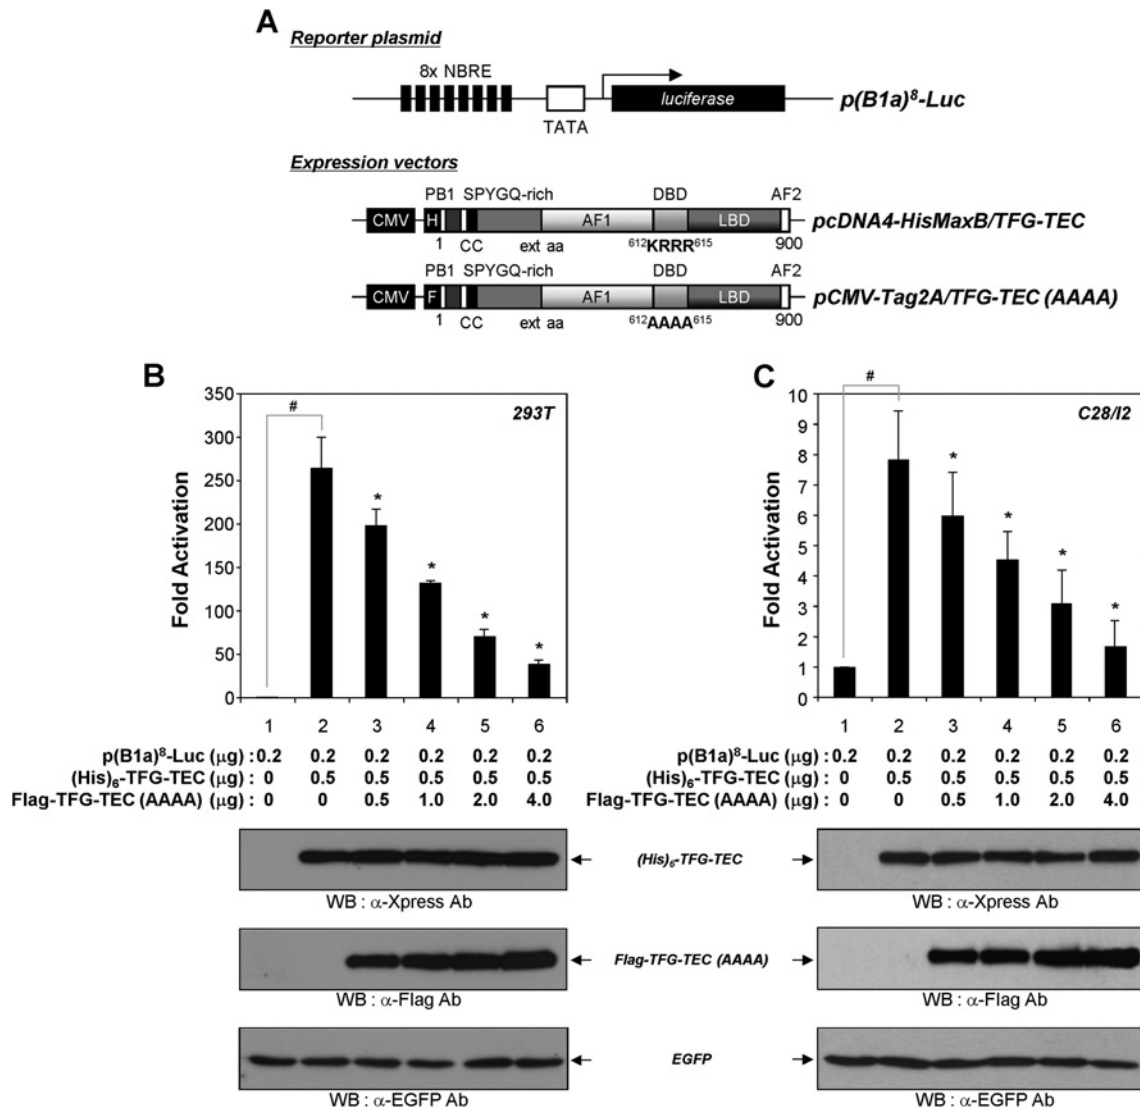 A
Reporter plasmid
8x NBRE
luciferase
p(B1a)⁸-Luc
TATA
Expression vectors
PB1 SPYGQ-rich DBD AF2
CMV H AF1 LBD pcDNA4-HisMaxB/TFG-TEC
1 CC ext aa ⁶¹²KRRR⁶¹⁵ 900
PB1 SPYGQ-rich DBD AF2
CMV F AF1 LBD pCMV-Tag2A/TFG-TEC (AAAA)
1 CC ext aa ⁶¹²AAAA⁶¹⁵ 900
B
Fold Activation
350
300
250
200
150
100
50
0
#
293T
* * * *
1 2 3 4 5 6
p(B1a)⁸-Luc (μg) : 0.2 0.2 0.2 0.2 0.2 0.2
(His)₆-TFG-TEC (μg) : 0 0.5 0.5 0.5 0.5 0.5
Flag-TFG-TEC (AAAA) (μg) : 0 0 0.5 1.0 2.0 4.0
WB : α-Xpress Ab
WB : α-Flag Ab
WB : α-EGFP Ab
(His)₆-TFG-TEC
Flag-TFG-TEC (AAAA)
EGFP
C
Fold Activation
10
9
8
7
6
5
4
3
2
1
0
#
C28/I2
* * * *
1 2 3 4 5 6
p(B1a)⁸-Luc (μg) : 0.2 0.2 0.2 0.2 0.2 0.2
(His)₆-TFG-TEC (μg) : 0 0.5 0.5 0.5 0.5 0.5
Flag-TFG-TEC (AAAA) (μg) : 0 0 0.5 1.0 2.0 4.0
WB : α-Xpress Ab
WB : α-Flag Ab
WB : α-EGFP Ab